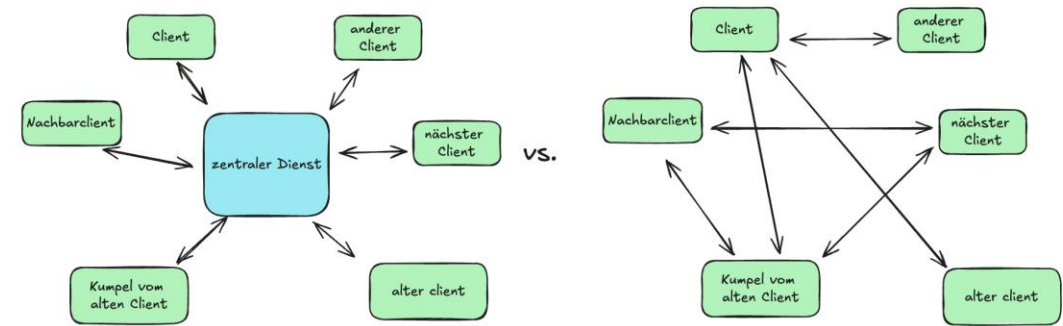 Client
anderer
Client
Nachbarclient
zentraler Dienst
nächster
Client
Kumpel vom
alten Client
alter client
vs.
Client
anderer
Client
Nachbarclient
nächster
Client
Kumpel vom
alten Client
alter client